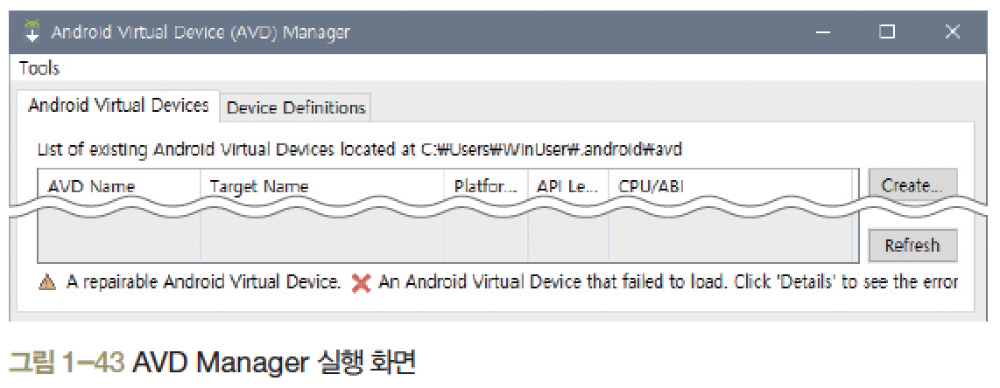 Android Virtual Device (AVD) Manager
Tools
Android Virtual Devices Device Definitions
List of existing Android Virtual Devices located at C:₩Users₩WinUser₩.android₩avd
AVD Name Target Name Platfor... API Le... CPU/ABI Create...
Refresh
A repairable Android Virtual Device. An Android Virtual Device that failed to load. Click 'Details' to see the error
그림 1-43 AVD Manager 실행 화면